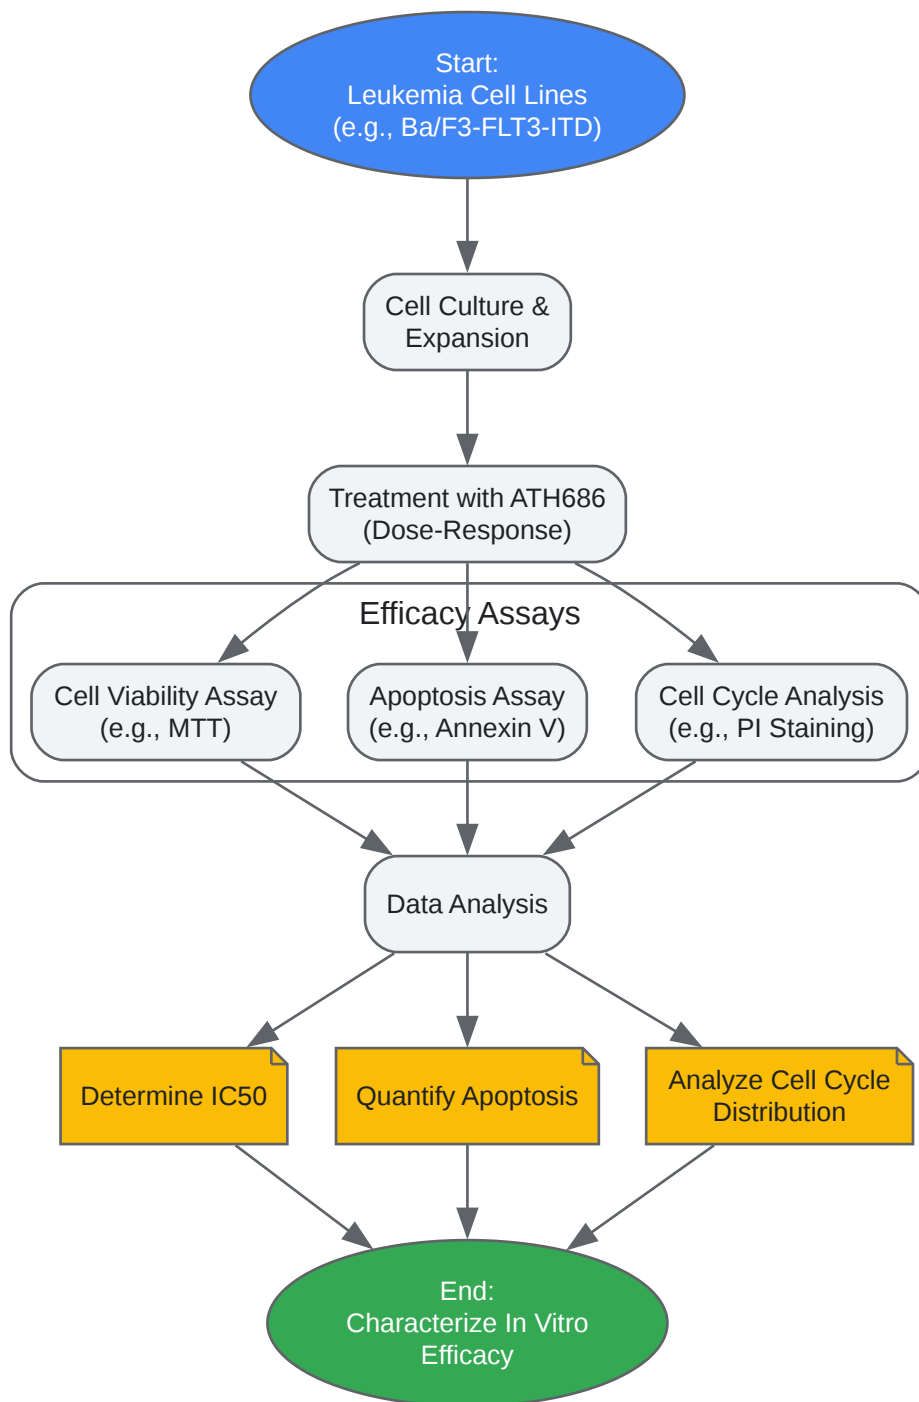 Start:
Leukemia Cell Lines
(e.g., Ba/F3-FLT3-ITD)
Cell Culture &
Expansion
Treatment with ATH686
(Dose-Response)
Efficacy Assays
Cell Viability Assay
(e.g., MTT)
Apoptosis Assay
(e.g., Annexin V)
Cell Cycle Analysis
(e.g., PI Staining)
Data Analysis
Determine IC50
Quantify Apoptosis
Analyze Cell Cycle
Distribution
End:
Characterize In Vitro
Efficacy